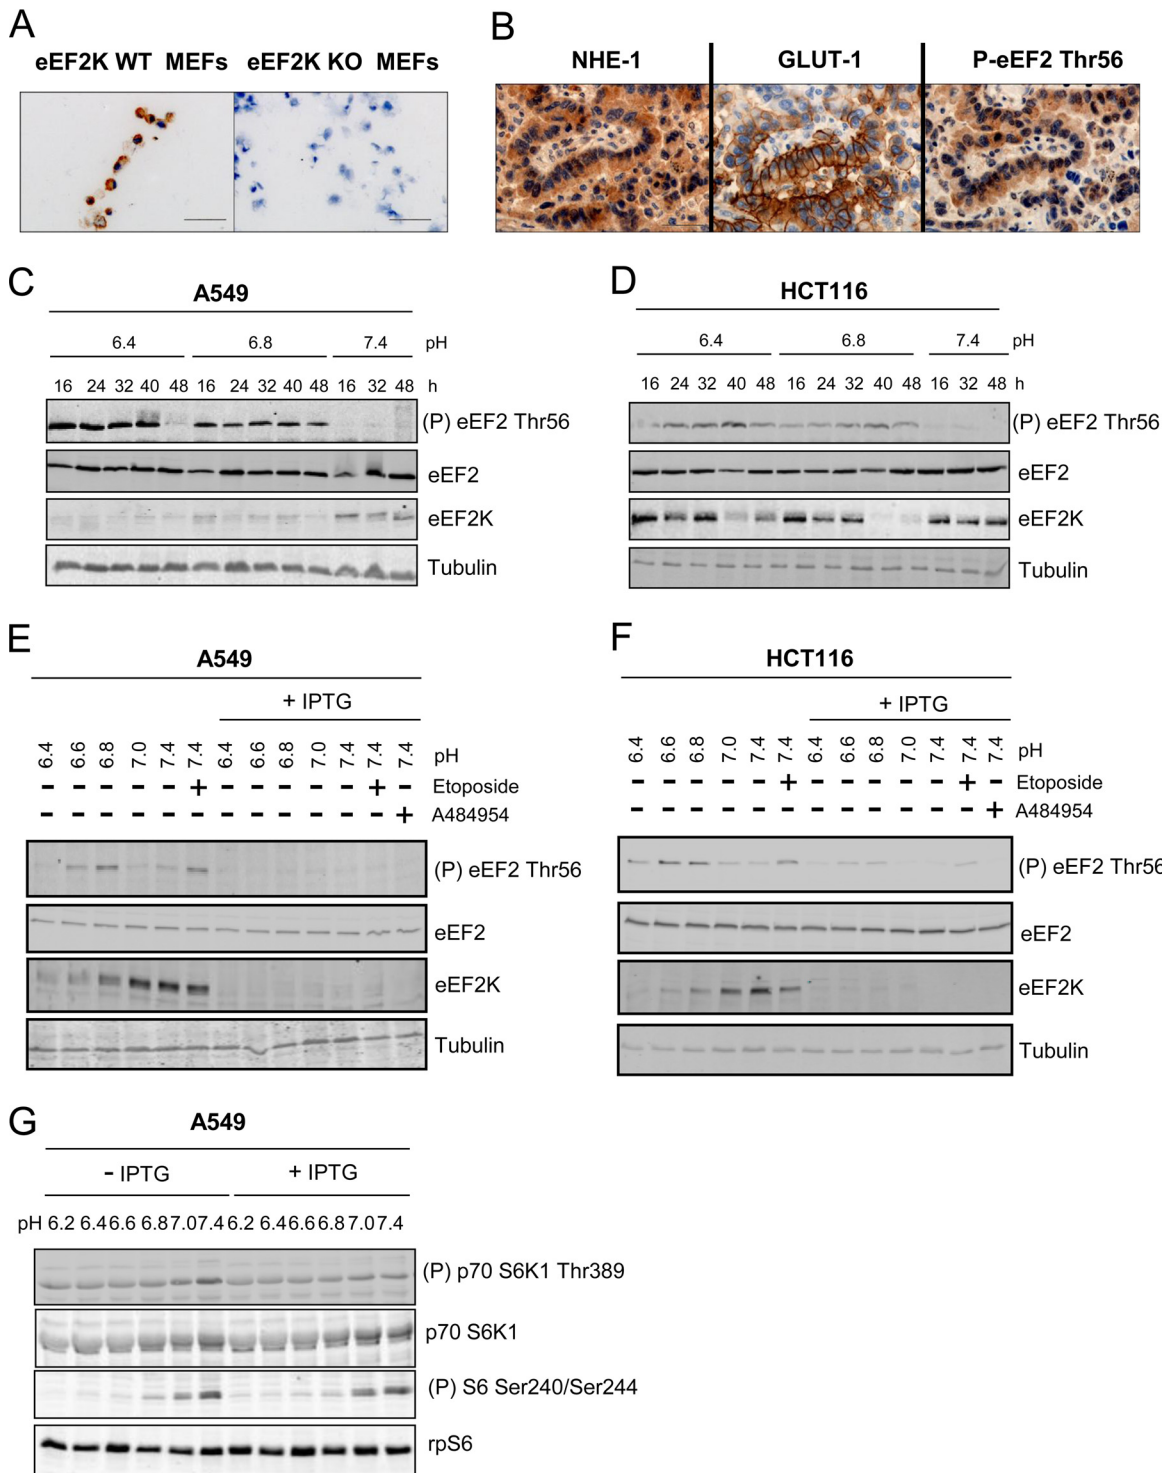 A
eEF2K WT MEFs eEF2K KO MEFs
B
NHE-1 GLUT-1 P-eEF2 Thr56
C
A549
6.4 6.8 7.4 pH
16 24 32 40 48 16 24 32 40 48 16 32 48 h
(P) eEF2 Thr56
eEF2
eEF2K
Tubulin
D
HCT116
6.4 6.8 7.4 pH
16 24 32 40 48 16 24 32 40 48 16 32 48 h
(P) eEF2 Thr56
eEF2
eEF2K
Tubulin
E
A549
+ IPTG
6.4 6.6 6.8 7.0 7.4 7.4 6.4 6.6 6.8 7.0 7.4 7.4 7.4 pH
- - - - - + - - - - - + - Etoposide
- - - - - - - - - - - - + A484954
(P) eEF2 Thr56
eEF2
eEF2K
Tubulin
F
HCT116
+ IPTG
6.4 6.6 6.8 7.0 7.4 7.4 6.4 6.6 6.8 7.0 7.4 7.4 7.4 pH
- - - - - + - - - - - + - Etoposide
- - - - - - - - - - - - + A484954
(P) eEF2 Thr56
eEF2
eEF2K
Tubulin
G
A549
- IPTG + IPTG
pH 6.2 6.4 6.6 6.8 7.0 7.4 6.2 6.4 6.6 6.8 7.0 7.4
(P) p70 S6K1 Thr389
p70 S6K1
(P) S6 Ser240/Ser244
rpS6